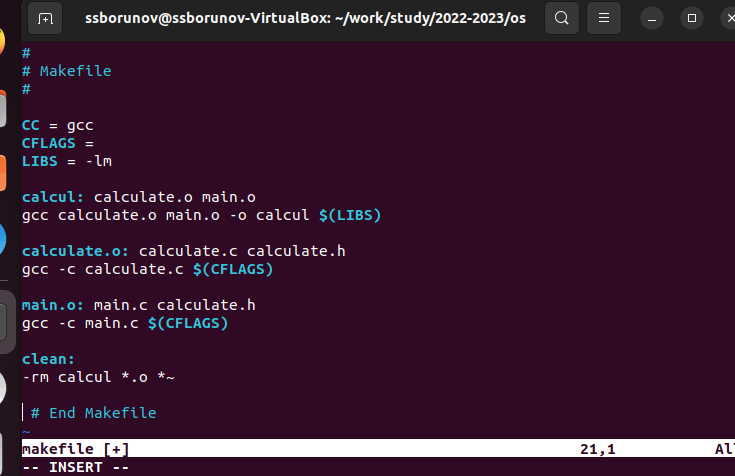 ssborunov@ssborunov-VirtualBox: ~/work/study/2022-2023/os
#
# Makefile
#
CC = gcc
CFLAGS =
LIBS = -lm
calcul: calculate.o main.o
gcc calculate.o main.o -o calcul $(LIBS)
calculate.o: calculate.c calculate.h
gcc -c calculate.c $(CFLAGS)
main.o: main.c calculate.h
gcc -c main.c $(CFLAGS)
clean:
-rm calcul *.o *~
# End Makefile
~
makefile [+] 21,1 Al
-- INSERT --